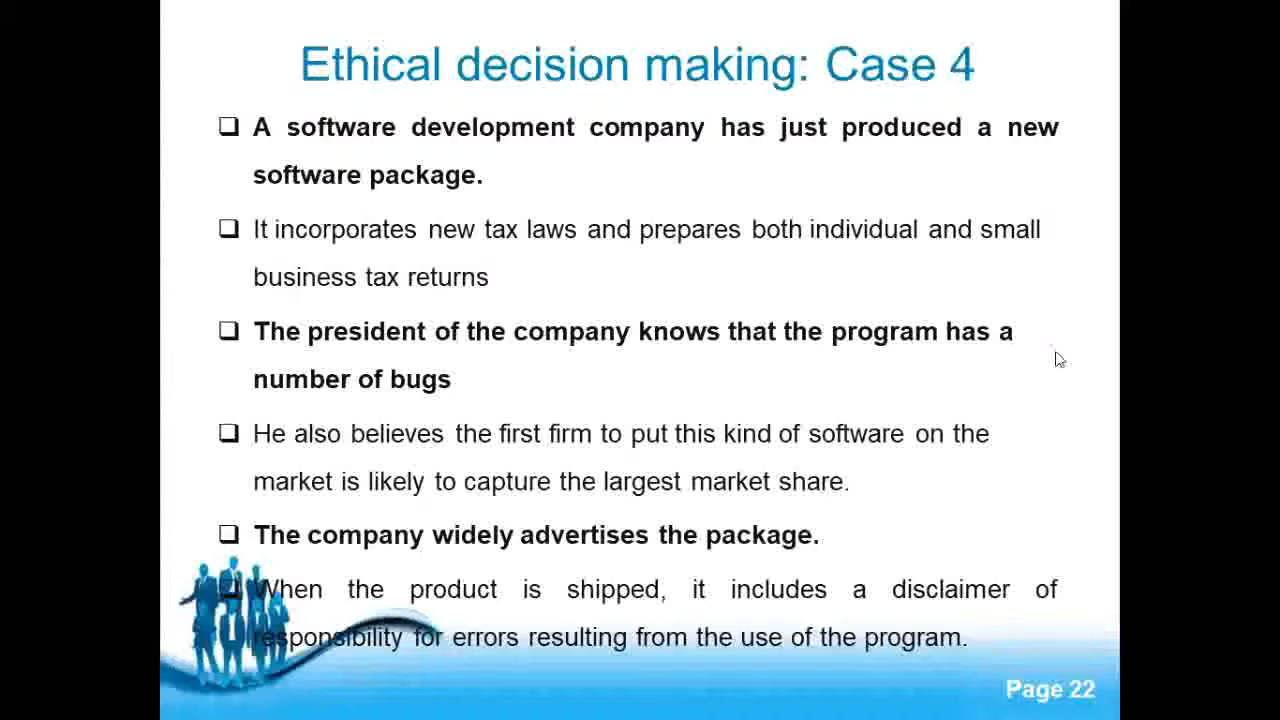 Ethical decision making: Case 4
A software development company has just produced a new
software package.
It incorporates new tax laws and prepares both individual and small
business tax returns
The president of the company knows that the program has a
number of bugs
He also believes the first firm to put this kind of software on the
market is likely to capture the largest market share.
The company widely advertises the package.
When the product is shipped, it includes a disclaimer of
responsibility for errors resulting from the use of the program.
Page 22